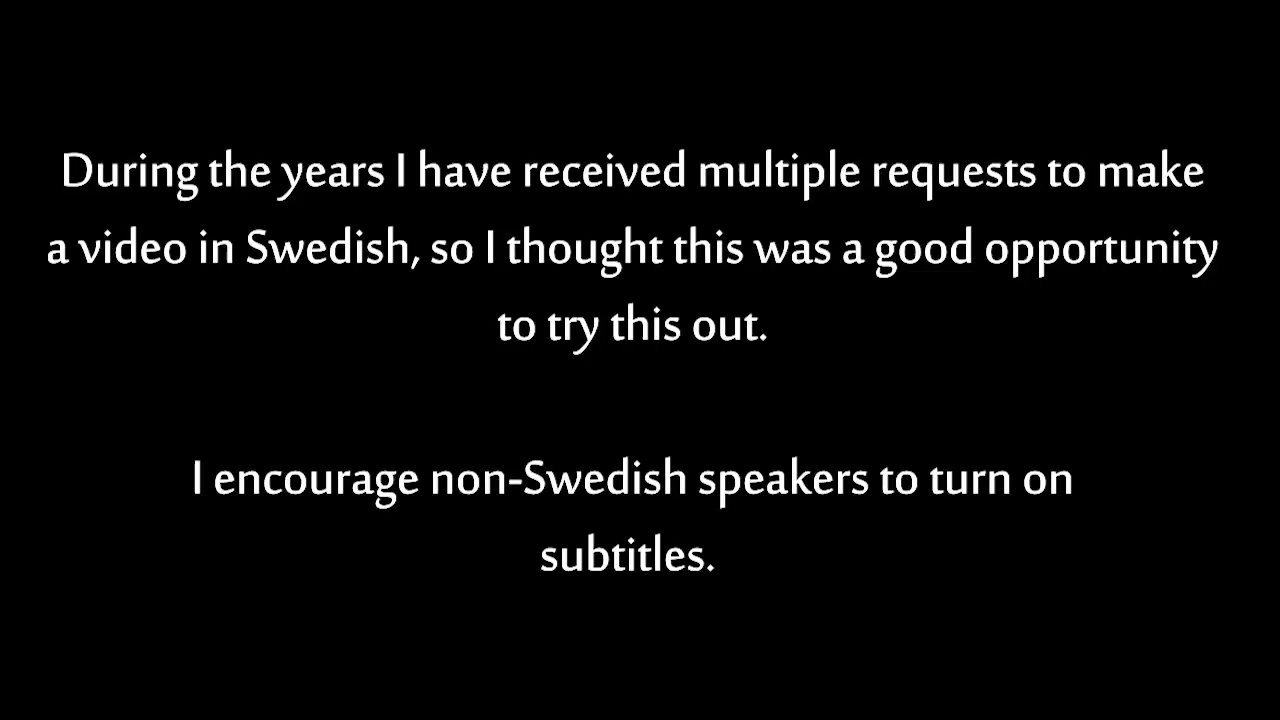 During the years I have received multiple requests to make
a video in Swedish, so I thought this was a good opportunity
to try this out.
I encourage non-Swedish speakers to turn on
subtitles.